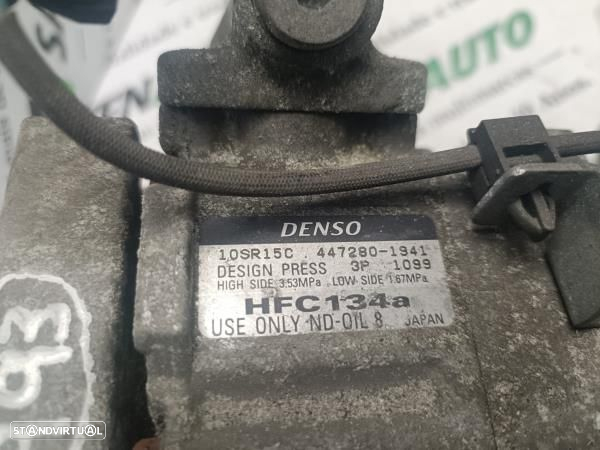 AUTO
DENSO
10SR15C 447280-1941
DESIGN PRESS 3P 1099
HIGH SIDE 3.53MPa, LOW SIDE 1.67MPa
HFC134a
USE ONLY ND-OIL 8 JAPAN
93
STANDVIRTUAL